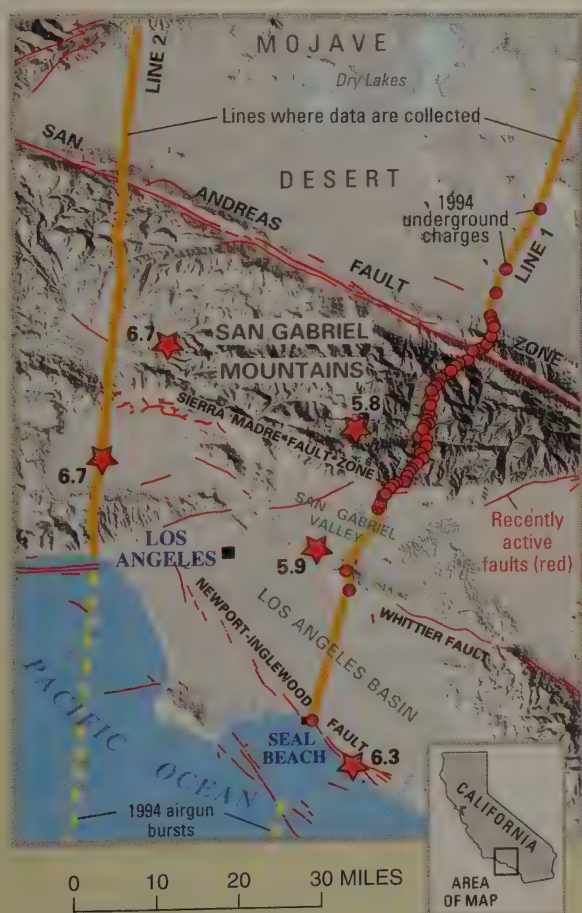 MOJAVE
Dry Lakes
LINE 2
Lines where data are collected
SAN
ANDREAS
FAULT
ZONE
DESERT
1994
underground
charges
LINE 1
6.7
SAN GABRIEL
MOUNTAINS
5.8
SIERRA MADRE FAULT ZONE
6.7
SAN GABRIEL
VALLEY
Recently
active
faults (red)
LOS
ANGELES
5.9
NEWPORT-INGLEWOOD
FAULT
LOS ANGELES BASIN
WHITTIER FAULT
SEAL
BEACH
6.3
PACIFIC OCEAN
1994 airgun
bursts
CALIFORNIA
AREA
OF MAP
0 10 20 30 MILES